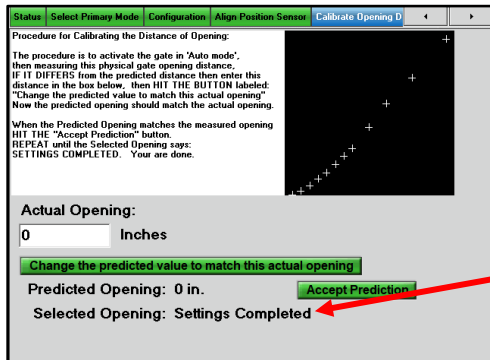 Status Select Primary Mode Configuration Align Position Sensor Calibrate Opening D
Procedure for Calibrating the Distance of Opening:
The procedure is to activate the gate in 'Auto mode',
then measuring this physical gate opening distance,
IF IT DIFFERS from the predicted distance then enter this
distance in the box below, then HIT THE BUTTON labeled:
"Change the predicted value to match this actual opening"
Now the predicted opening should match the actual opening.
When the Predicted Opening matches the measured opening
HIT THE "Accept Prediction" button.
REPEAT until the Selected Opening says:
SETTINGS COMPLETED. Your are done.
Actual Opening:
0 Inches
Change the predicted value to match this actual opening
Predicted Opening: 0 in. Accept Prediction
Selected Opening: Settings Completed